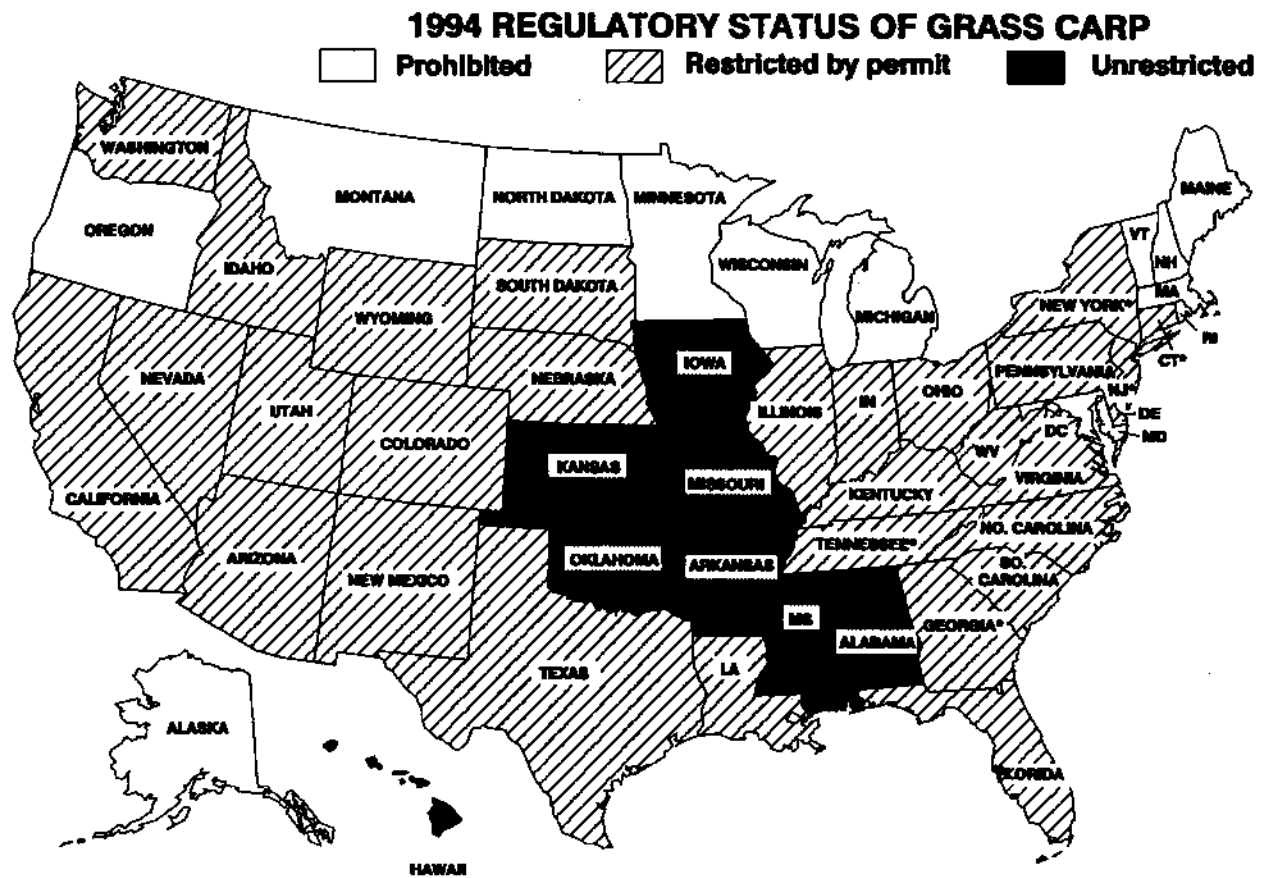 1994 REGULATORY STATUS OF GRASS CARP
Prohibited
Restricted by permit
Unrestricted
WASHINGTON
MONTANA
NORTH DAKOTA
MINNESOTA
MAINE
OREGON
VT
IDAHO
WISCONSIN
NH
SOUTH DAKOTA
MA
WYOMING
MICHIGAN
NEW YORK*
RI
IOWA
CT*
NEVADA
NEBRASKA
PENNSYLVANIA
NJ*
UTAH
ILLINOIS
IN
OHIO
DE
COLORADO
DC
MD
WV
KANSAS
MISSOURI
VIRGINIA
CALIFORNIA
KENTUCKY
NO. CAROLINA
TENNESSEE*
ARIZONA
OKLAHOMA
ARKANSAS
SO.
CAROLINA
NEW MEXICO
MS
GEORGIA*
ALABAMA
TEXAS
LA
ALASKA
FLORIDA
HAWAII